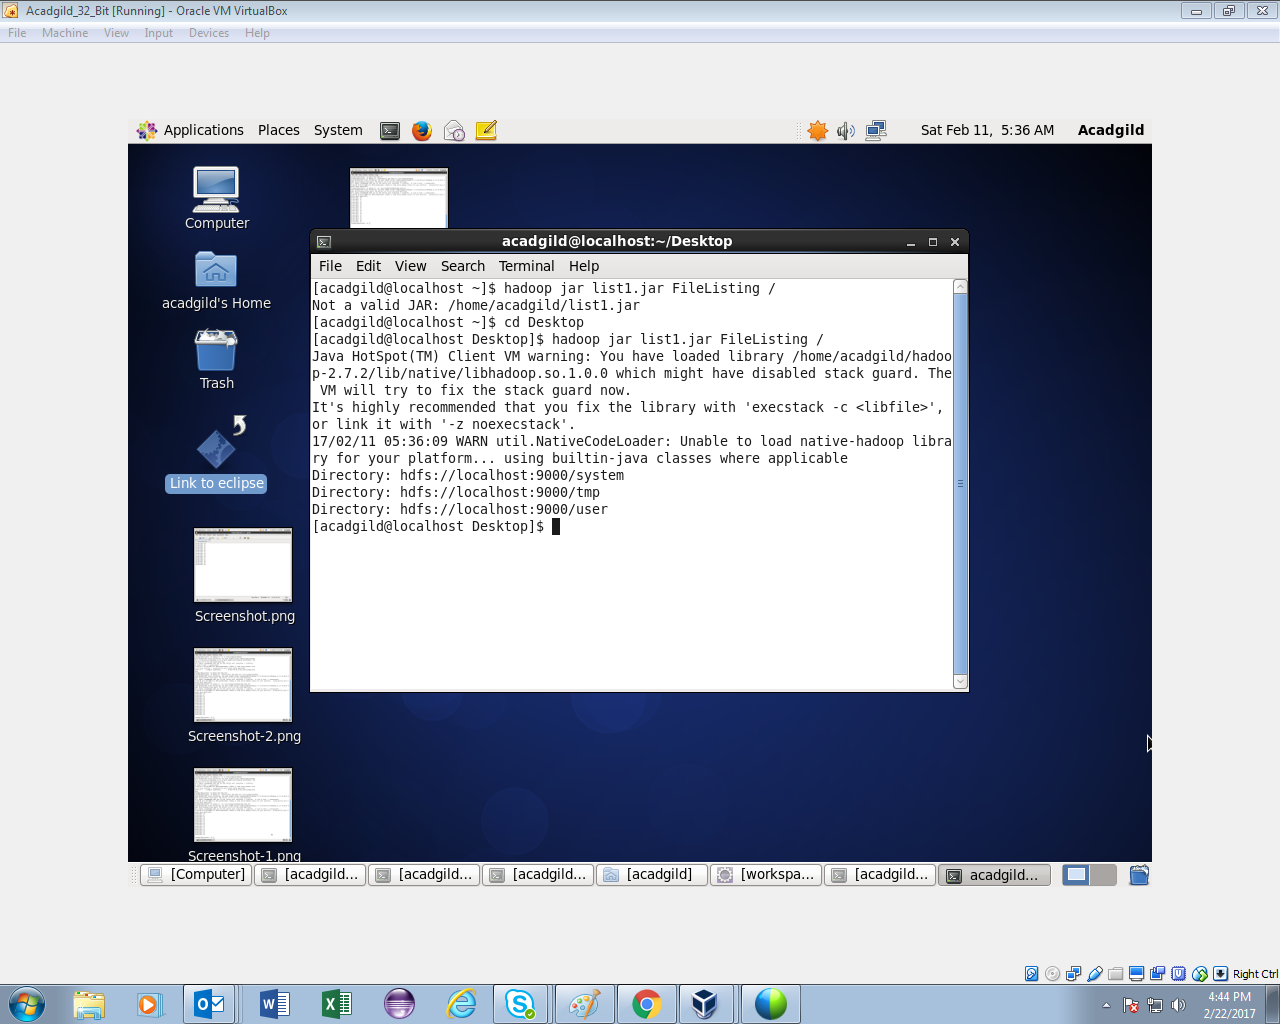 Acadgild_32_Bit [Running] - Oracle VM VirtualBox
File Machine View Input Devices Help
Applications Places System Sat Feb 11, 5:36 AM Acadgild
Computer
acadgild's Home
Trash
Link to eclipse
Screenshot.png
Screenshot-2.png
Screenshot-1.png
acadgild@localhost:~/Desktop
File Edit View Search Terminal Help
[acadgild@localhost ~]$ hadoop jar list1.jar FileListing /
Not a valid JAR: /home/acadgild/list1.jar
[acadgild@localhost ~]$ cd Desktop
[acadgild@localhost Desktop]$ hadoop jar list1.jar FileListing /
Java HotSpot(TM) Client VM warning: You have loaded library /home/acadgild/hadoo
p-2.7.2/lib/native/libhadoop.so.1.0.0 which might have disabled stack guard. The
 VM will try to fix the stack guard now.
It's highly recommended that you fix the library with 'execstack -c <libfile>',
or link it with '-z noexecstack'.
17/02/11 05:36:09 WARN util.NativeCodeLoader: Unable to load native-hadoop libra
ry for your platform... using builtin-java classes where applicable
Directory: hdfs://localhost:9000/system
Directory: hdfs://localhost:9000/tmp
Directory: hdfs://localhost:9000/user
[acadgild@localhost Desktop]$
[Computer] [acadgild... [acadgild... [acadgild... [acadgild] [workspa... [acadgild... acadgild...
Right Ctrl
4:44 PM
2/22/2017